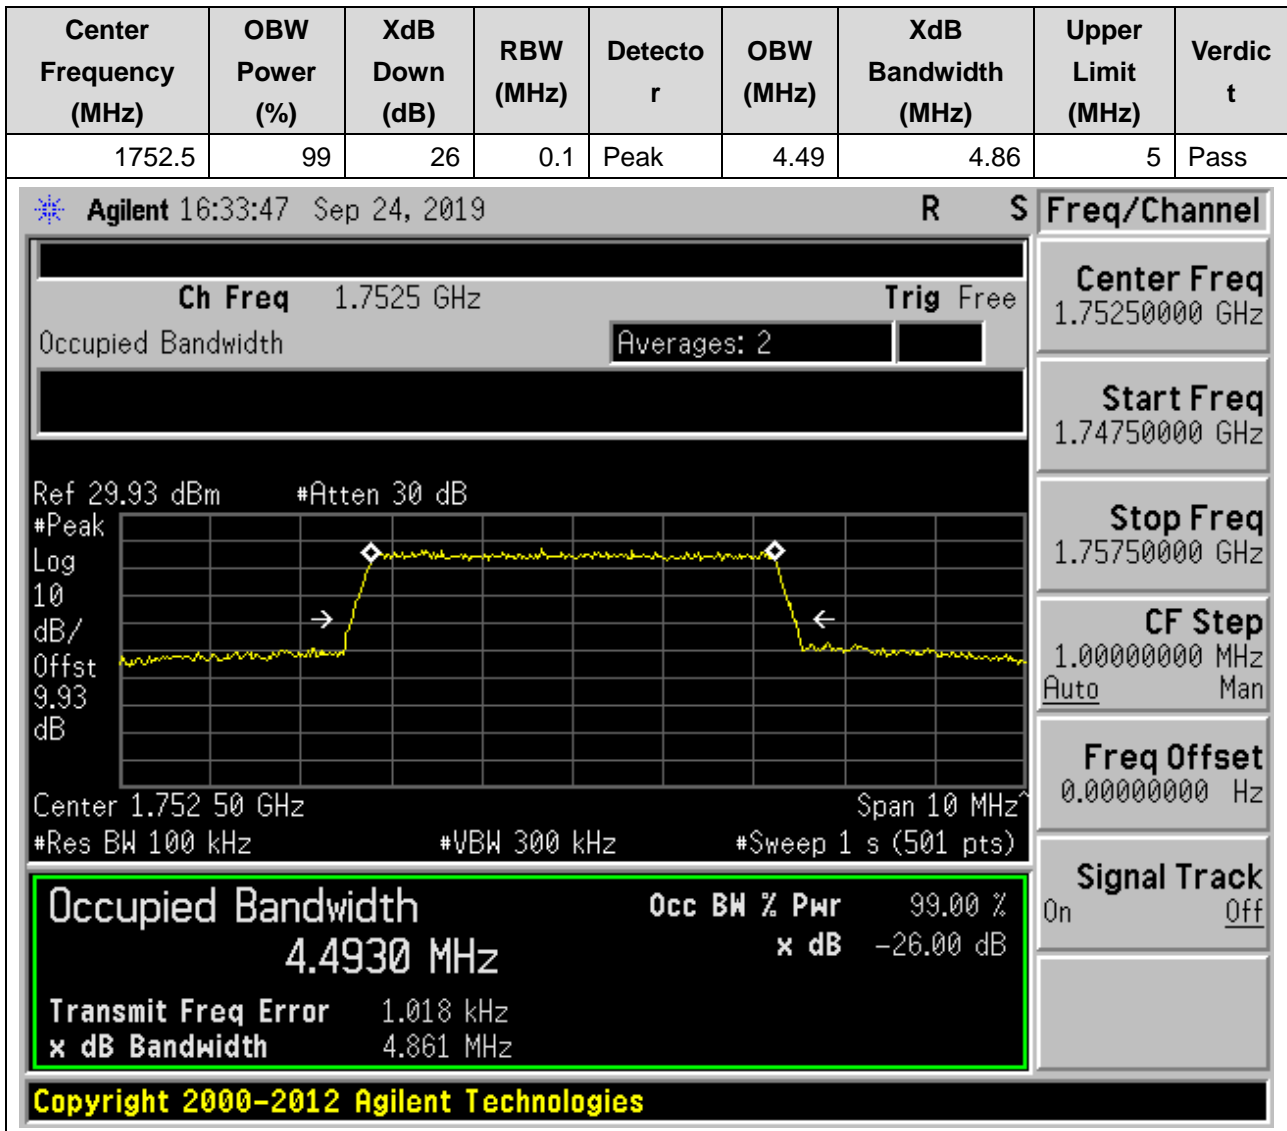 Center Frequency (MHz) OBW Power (%) XdB Down (dB) RBW (MHz) Detecto r OBW (MHz) XdB Bandwidth (MHz) Upper Limit (MHz) Verdic t
1752.5 99 26 0.1 Peak 4.49 4.86 5 Pass
Agilent 16:33:47 Sep 24, 2019 R S
Ch Freq 1.7525 GHz Trig Free
Occupied Bandwidth Averages: 2
Ref 29.93 dBm #Atten 30 dB
#Peak
Log
10
dB/
Offst
9.93
dB
Center 1.752 50 GHz Span 10 MHz^
#Res BW 100 kHz #VBW 300 kHz #Sweep 1 s (501 pts)
Occupied Bandwidth Occ BW % Pwr 99.00 %
4.4930 MHz x dB -26.00 dB
Transmit Freq Error 1.018 kHz
x dB Bandwidth 4.861 MHz
Copyright 2000-2012 Agilent Technologies
Freq/Channel
Center Freq
1.75250000 GHz
Start Freq
1.74750000 GHz
Stop Freq
1.75750000 GHz
CF Step
1.00000000 MHz
Auto Man
Freq Offset
0.00000000 Hz
Signal Track
On Off